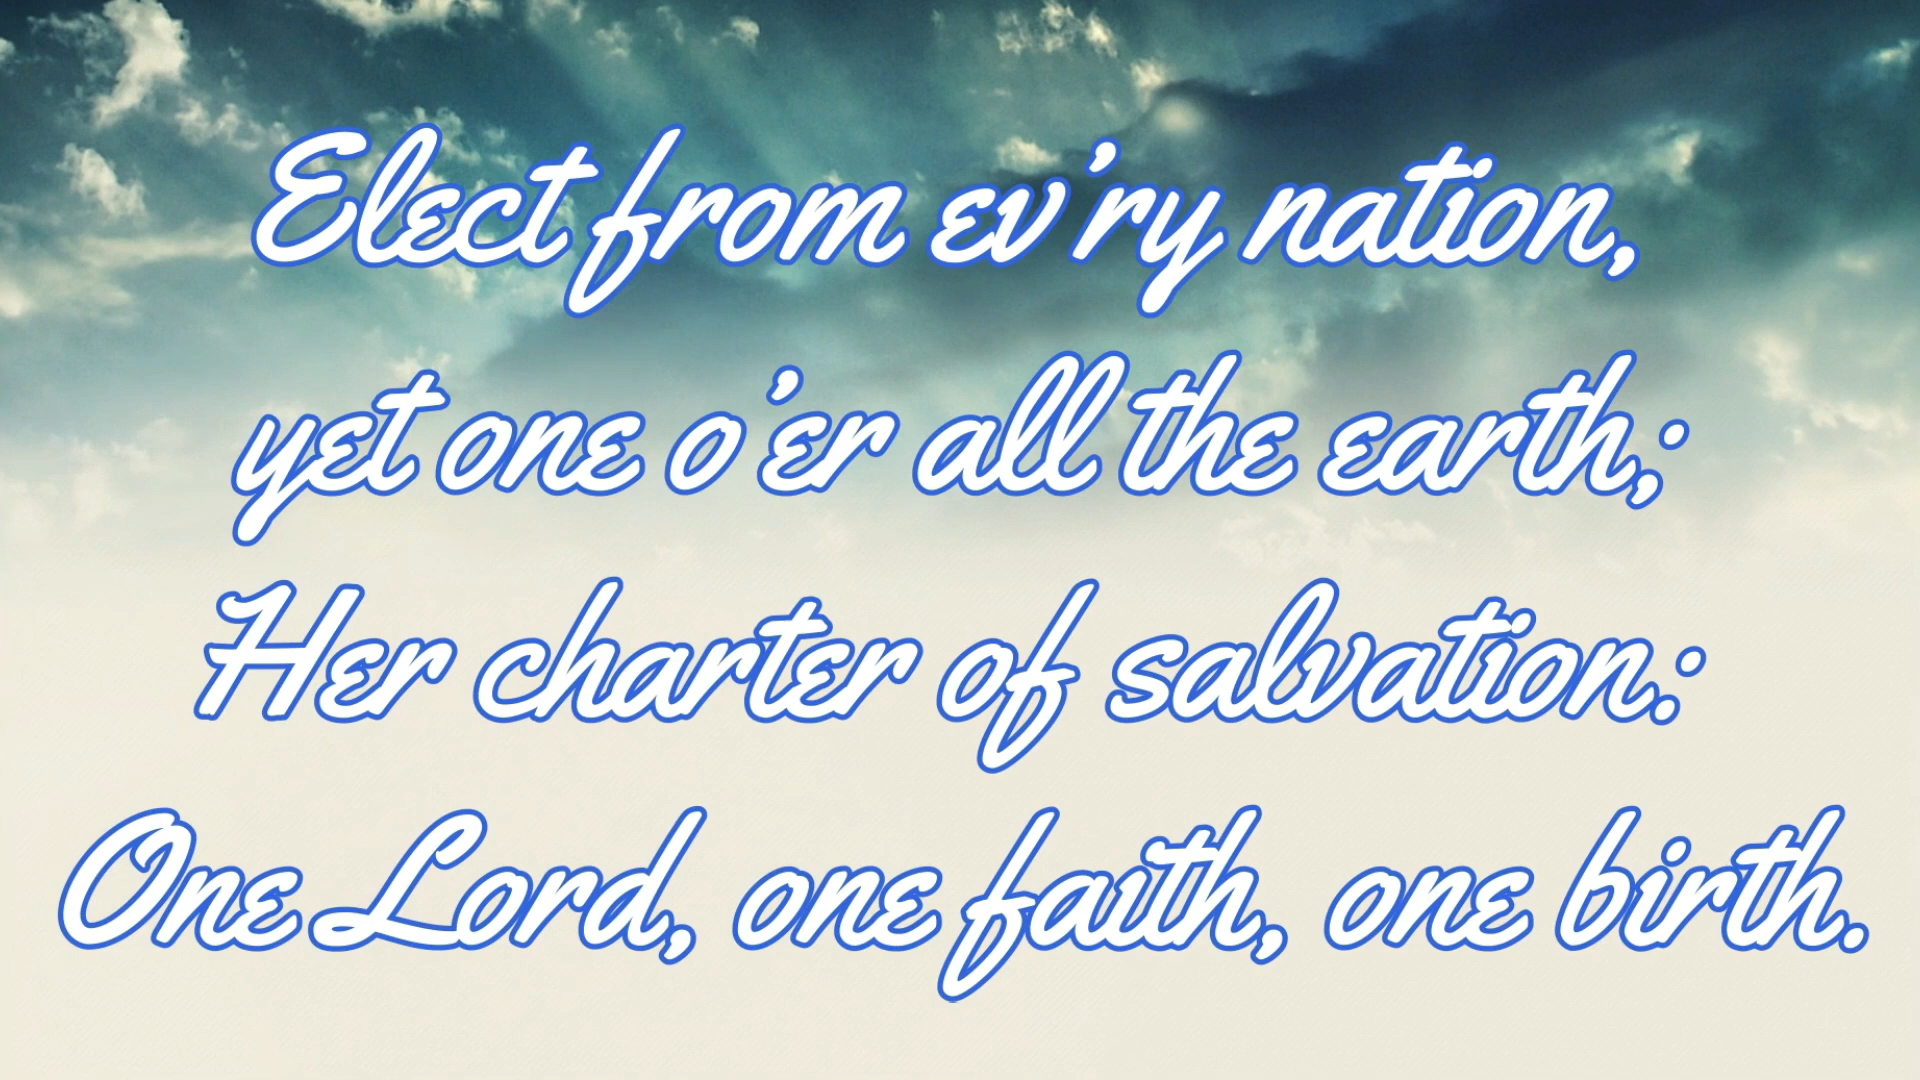 Elect from ev'ry nation,
yet one o'er all the earth;
Her charter of salvation:
One Lord, one faith, one birth.